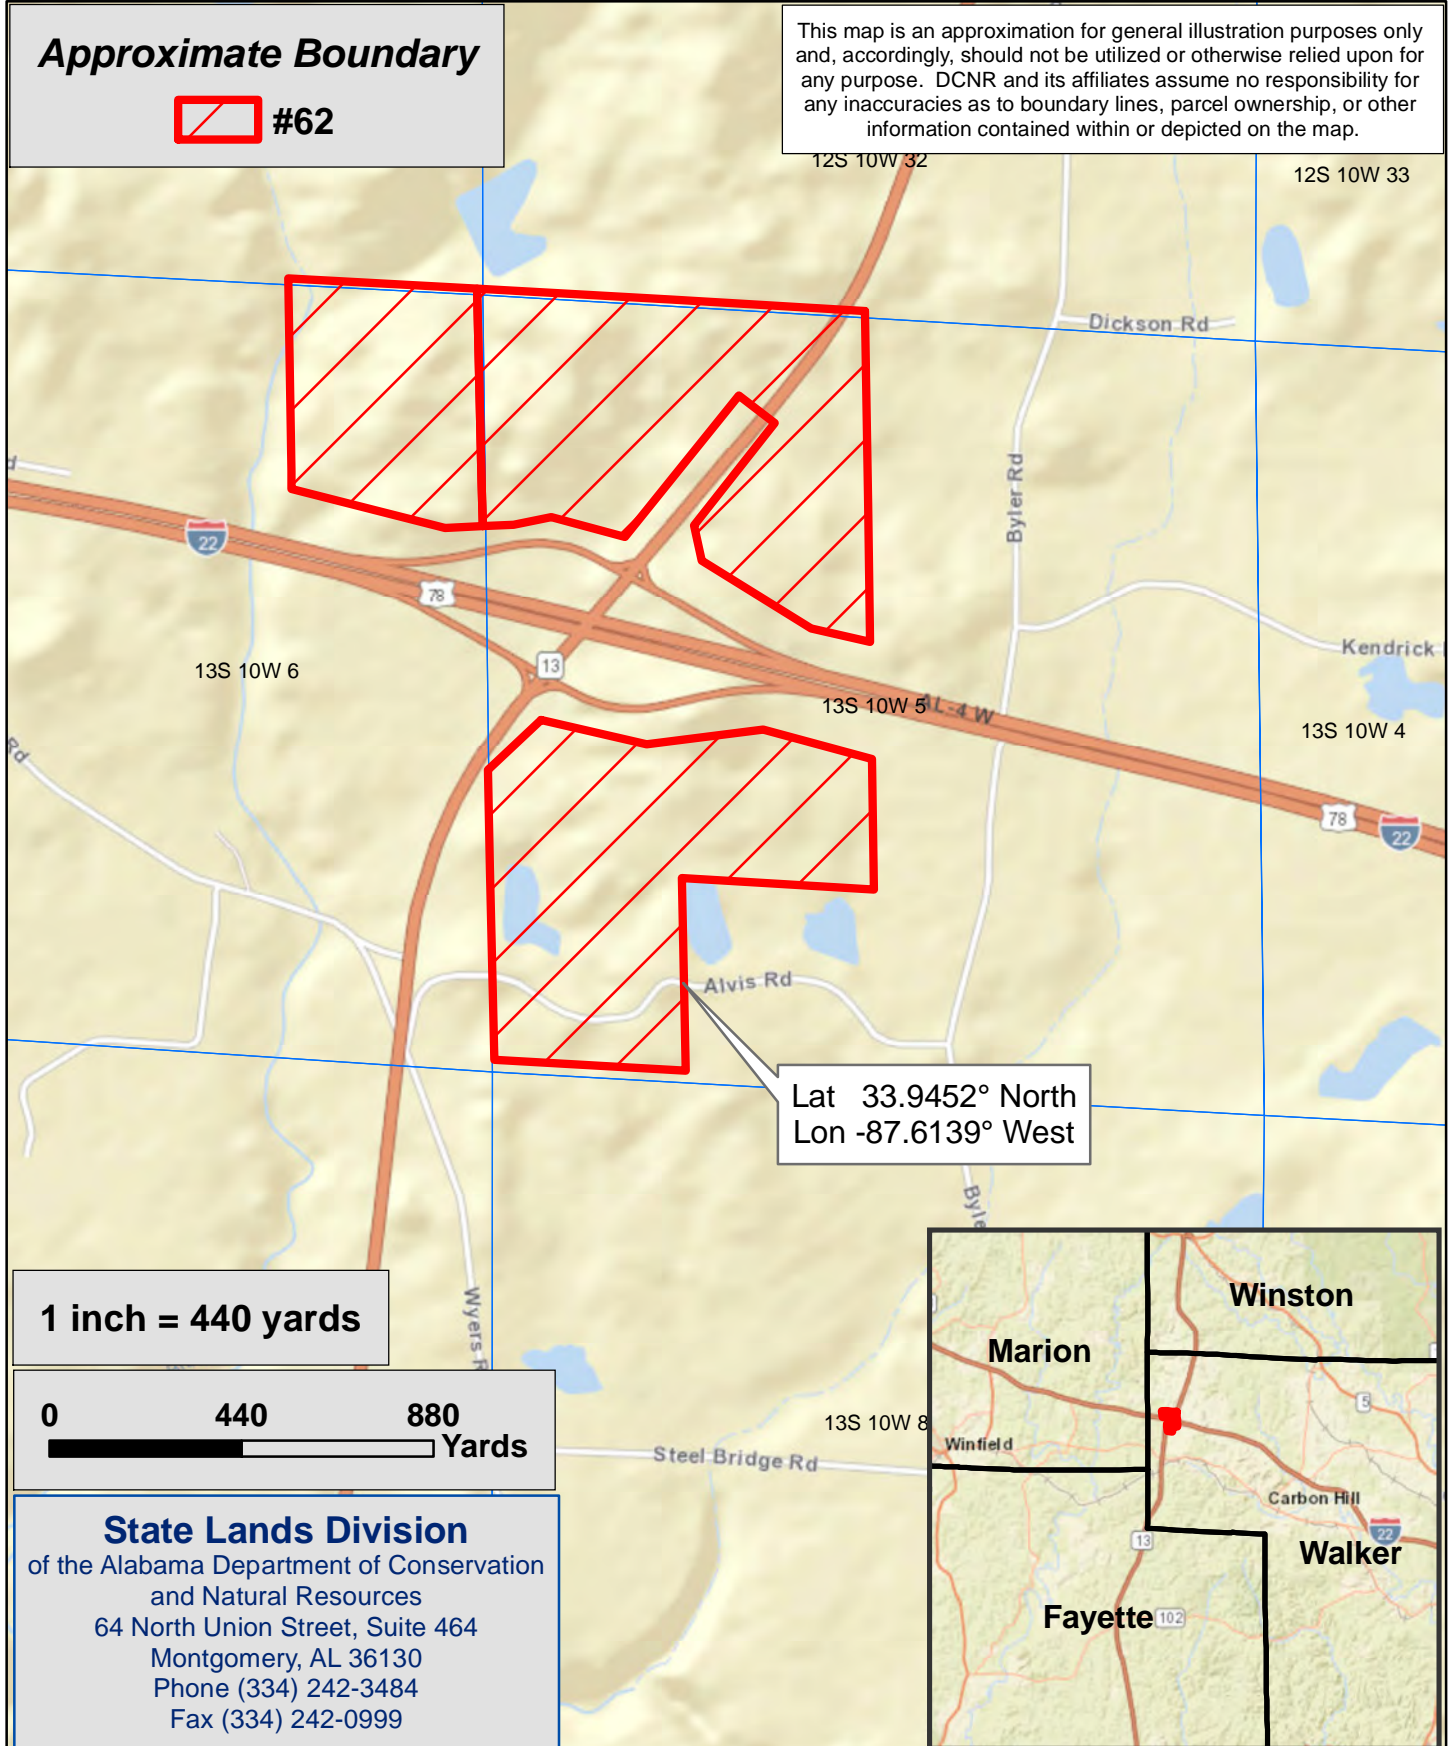 Approximate Boundary
#62
This map is an approximation for general illustration purposes only
and, accordingly, should not be utilized or otherwise relied upon for
any purpose. DCNR and its affiliates assume no responsibility for
any inaccuracies as to boundary lines, parcel ownership, or other
information contained within or depicted on the map.
12S 10W 32
12S 10W 33
Dickson Rd
Byler Rd
22
78
Kendrick
13
13S 10W 6
13S 10W 5
AL-4 W
13S 10W 4
Rd
78
22
Alvis Rd
Lat 33.9452° North
Lon -87.6139° West
Byle
Wyers R
1 inch = 440 yards
0 440 880
Yards
13S 10W 8
Steel Bridge Rd
State Lands Division
of the Alabama Department of Conservation
and Natural Resources
64 North Union Street, Suite 464
Montgomery, AL 36130
Phone (334) 242-3484
Fax (334) 242-0999
Winston
Marion
5
Winfield
Carbon Hill
22
13
Walker
Fayette
102